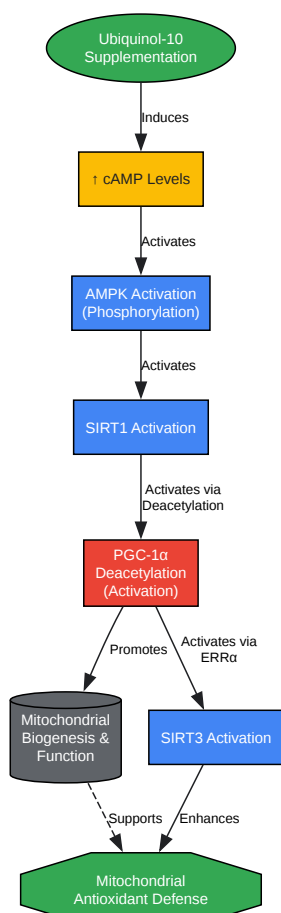 Ubiquinol-10
Supplementation
Induces
↑ cAMP Levels
Activates
AMPK Activation
(Phosphorylation)
Activates
SIRT1 Activation
Activates via
Deacetylation
PGC-1α
Deacetylation
(Activation)
Promotes
Activates via
ERRα
Mitochondrial
Biogenesis &
Function
SIRT3 Activation
Supports
Enhances
Mitochondrial
Antioxidant Defense